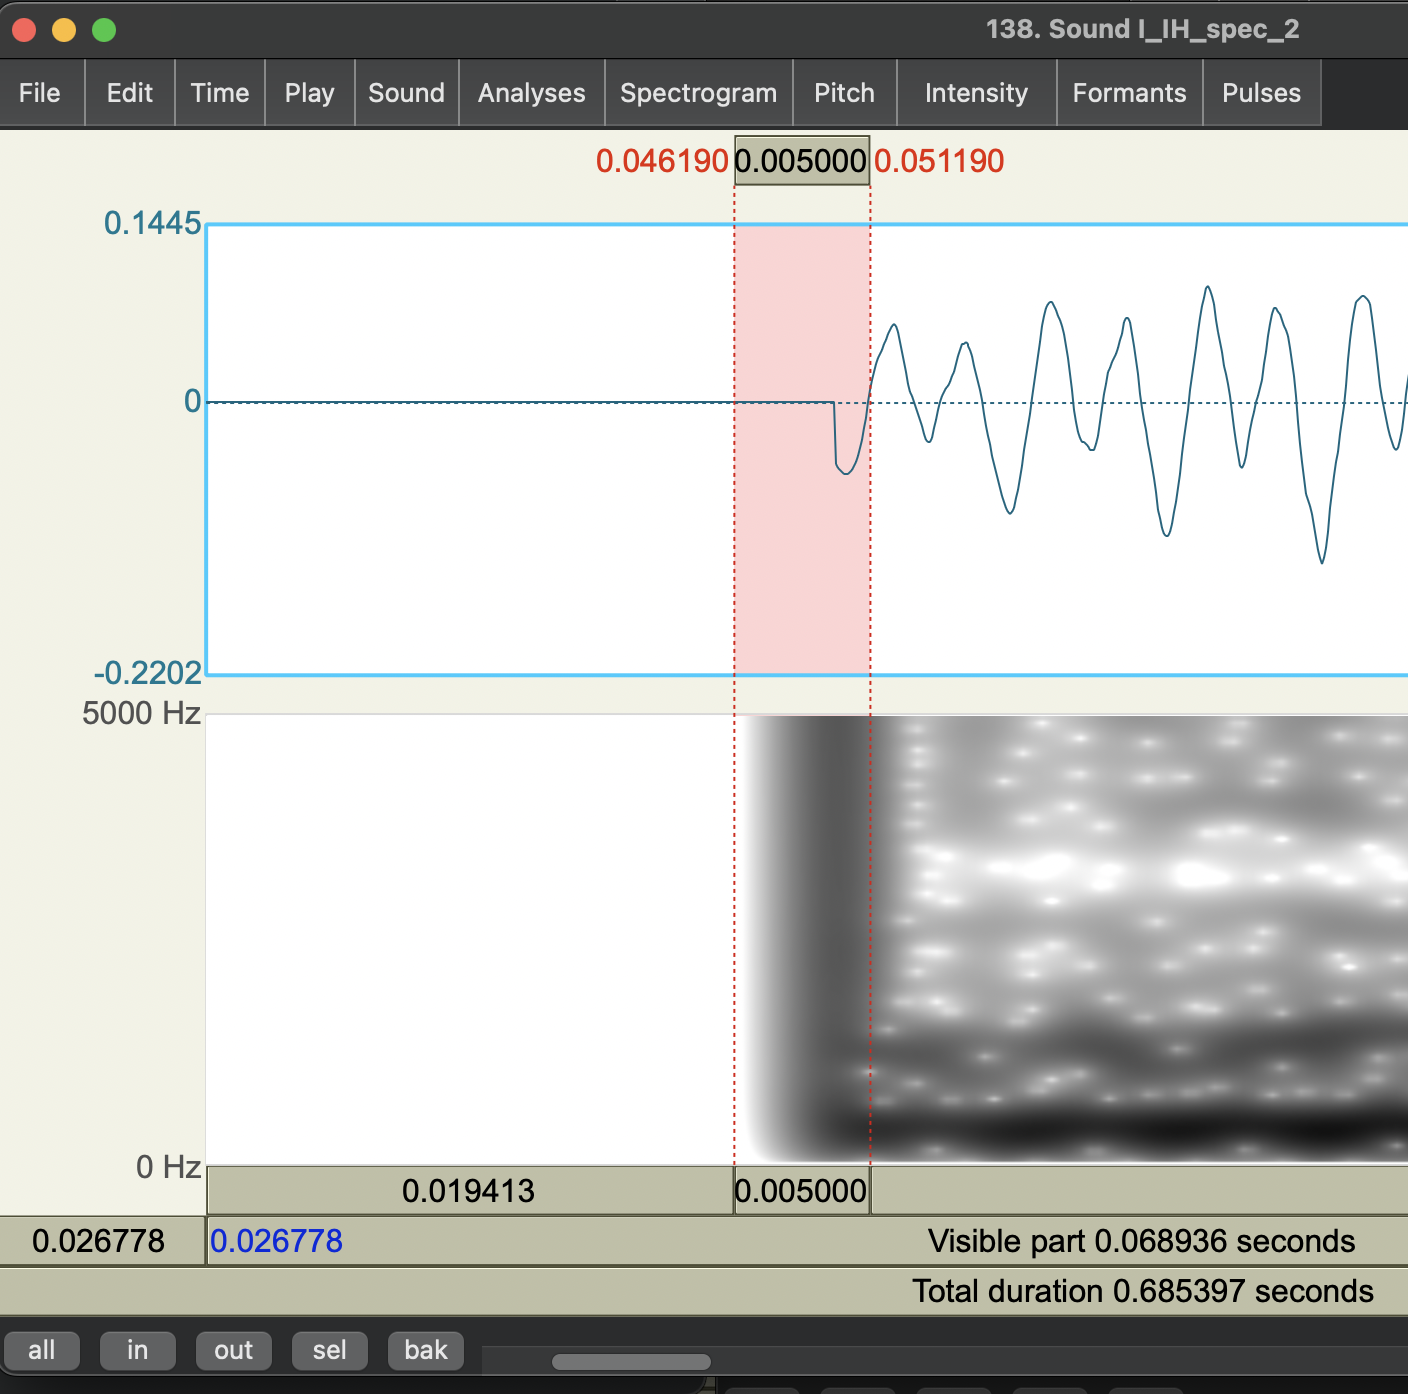 138. Sound I_IH_spec_2
File Edit Time Play Sound Analyses Spectrogram Pitch Intensity Formants Pulses
0.046190 0.005000 0.051190
0.1445
0
-0.2202
5000 Hz
0 Hz
0.019413 0.005000
0.026778 0.026778 Visible part 0.068936 seconds
Total duration 0.685397 seconds
all in out sel bak